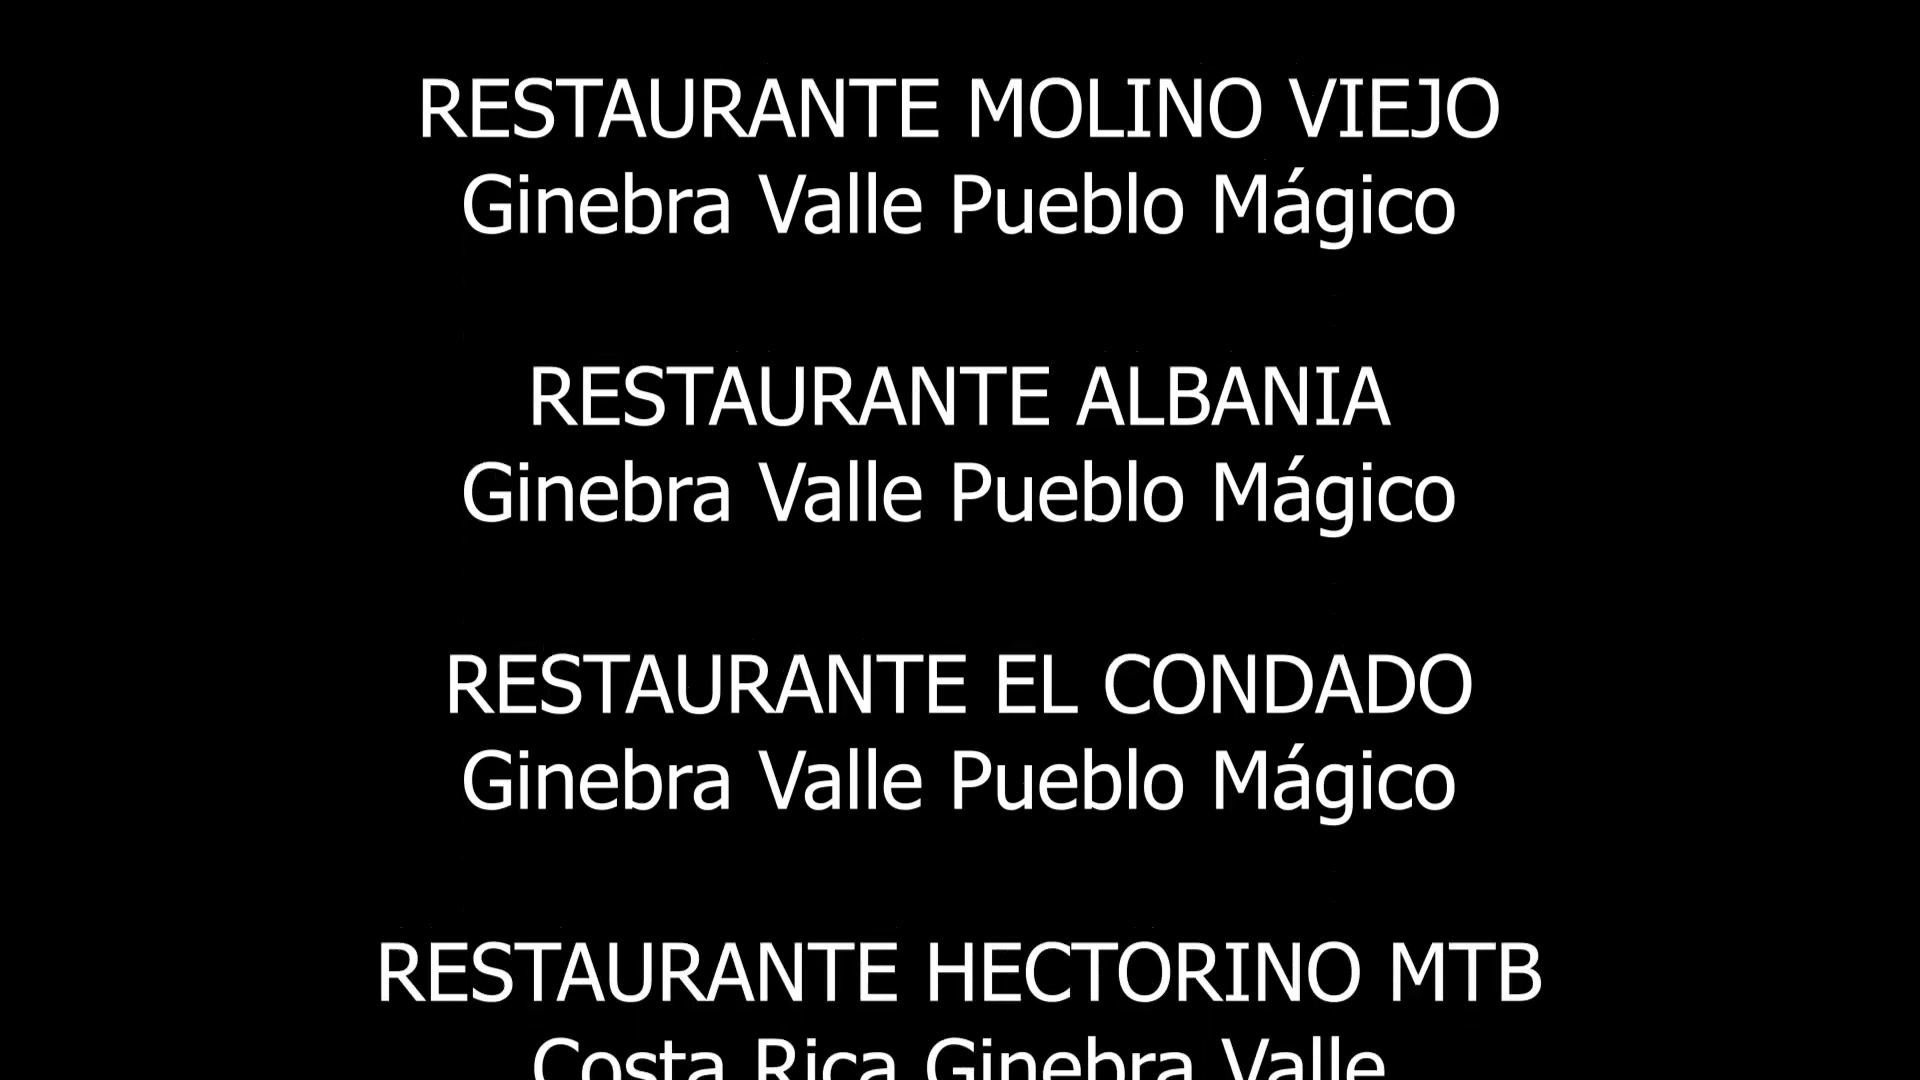 RESTAURANTE MOLINO VIEJO
Ginebra Valle Pueblo Mágico
RESTAURANTE ALBANIA
Ginebra Valle Pueblo Mágico
RESTAURANTE EL CONDADO
Ginebra Valle Pueblo Mágico
RESTAURANTE HECTORINO MTB
Costa Rica Ginebra Valle